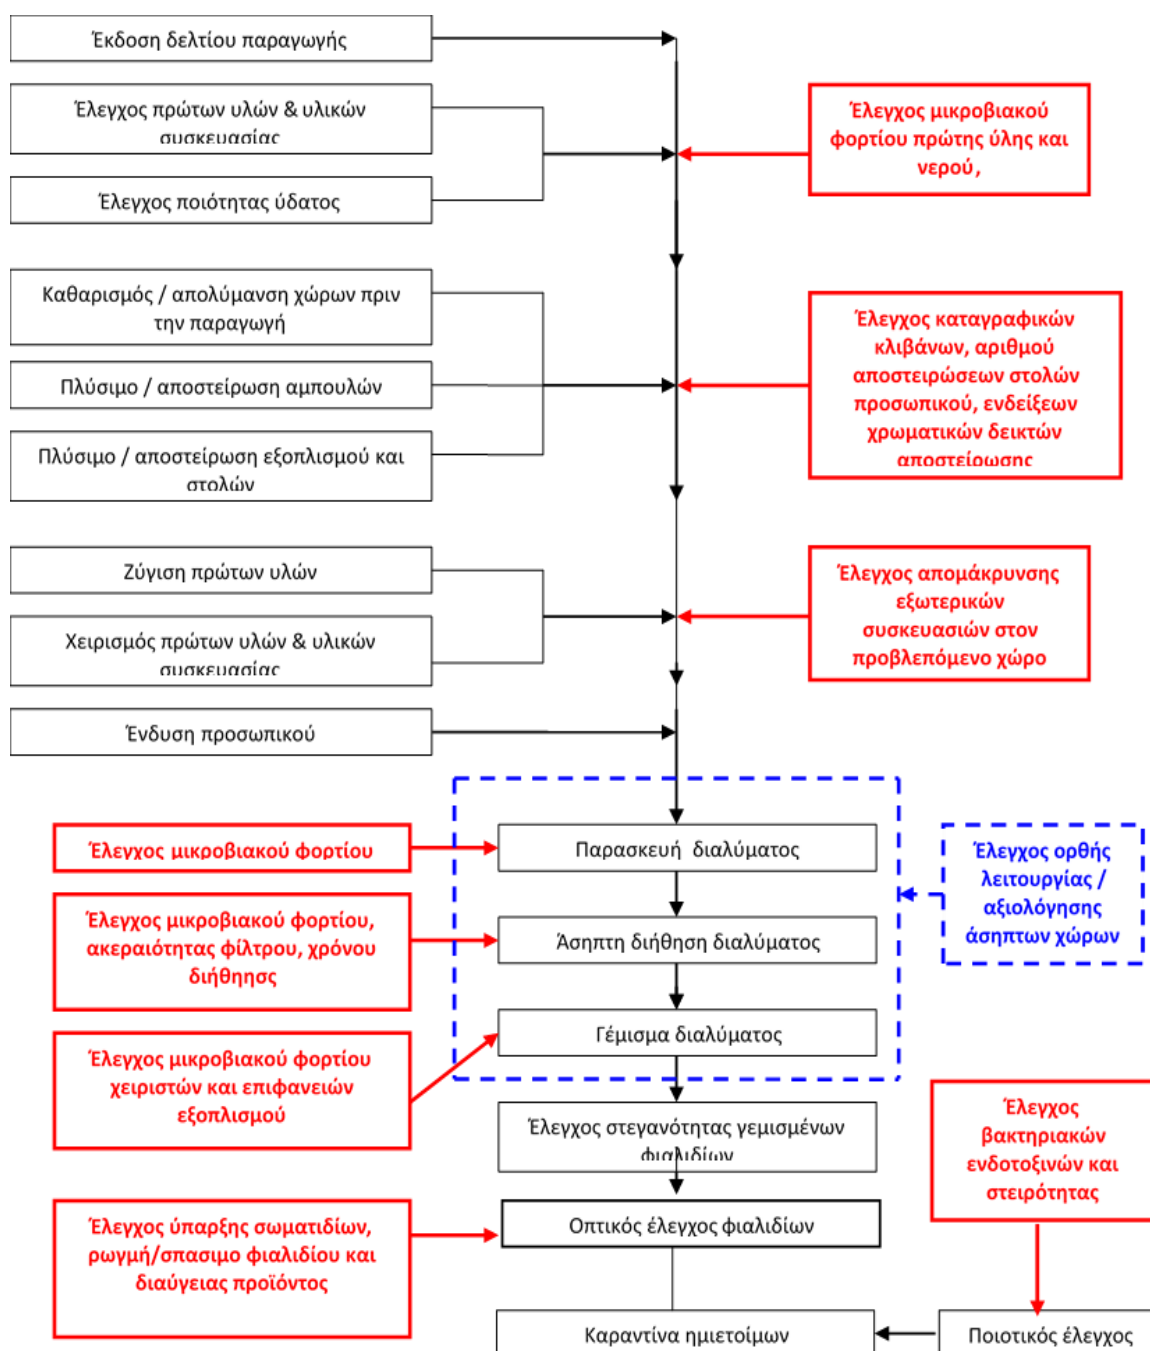 Έκδοση δελτίου παραγωγής
Έλεγχος πρώτων υλών & υλικών
συσκευασίας
Έλεγχος ποιότητας ύδατος
Έλεγχος μικροβιακού
φορτίου πρώτης ύλης και
νερού,
Καθαρισμός / απολύμανση χώρων πριν
την παραγωγή
Πλύσιμο / αποστείρωση αμπουλών
Πλύσιμο / αποστείρωση εξοπλισμού και
στολών
Έλεγχος καταγραφικών
κλιβάνων, αριθμού
αποστειρώσεων στολών
προσωπικού, ενδείξεων
χρωματικών δεικτών
αποστείρωσης
Ζύγιση πρώτων υλών
Χειρισμός πρώτων υλών & υλικών
συσκευασίας
Έλεγχος απομάκρυνσης
εξωτερικών
συσκευασιών στον
προβλεπόμενο χώρο
Ένδυση προσωπικού
Έλεγχος μικροβιακού φορτίου
Παρασκευή διαλύματος
Έλεγχος ορθής
λειτουργίας /
αξιολόγησης
άσηπτων χώρων
Έλεγχος μικροβιακού φορτίου,
ακεραιότητας φίλτρου, χρόνου
διήθηησς
Άσηπτη διήθηση διαλύματος
Έλεγχος μικροβιακού φορτίου
χειριστών και επιφανειών
εξοπλισμού
Γέμισμα διαλύματος
Έλεγχος στεγανότητας γεμισμένων
φιαλιδίων
Έλεγχος
βακτηριακών
ενδοτοξινών και
στειρότητας
Έλεγχος ύπαρξης σωματιδίων,
ρωγμή/σπασιμο φιαλιδίου και
διαύγειας προϊόντος
Οπτικός έλεγχος φιαλιδίων
Καραντίνα ημιετοίμων
Ποιοτικός έλεγχος